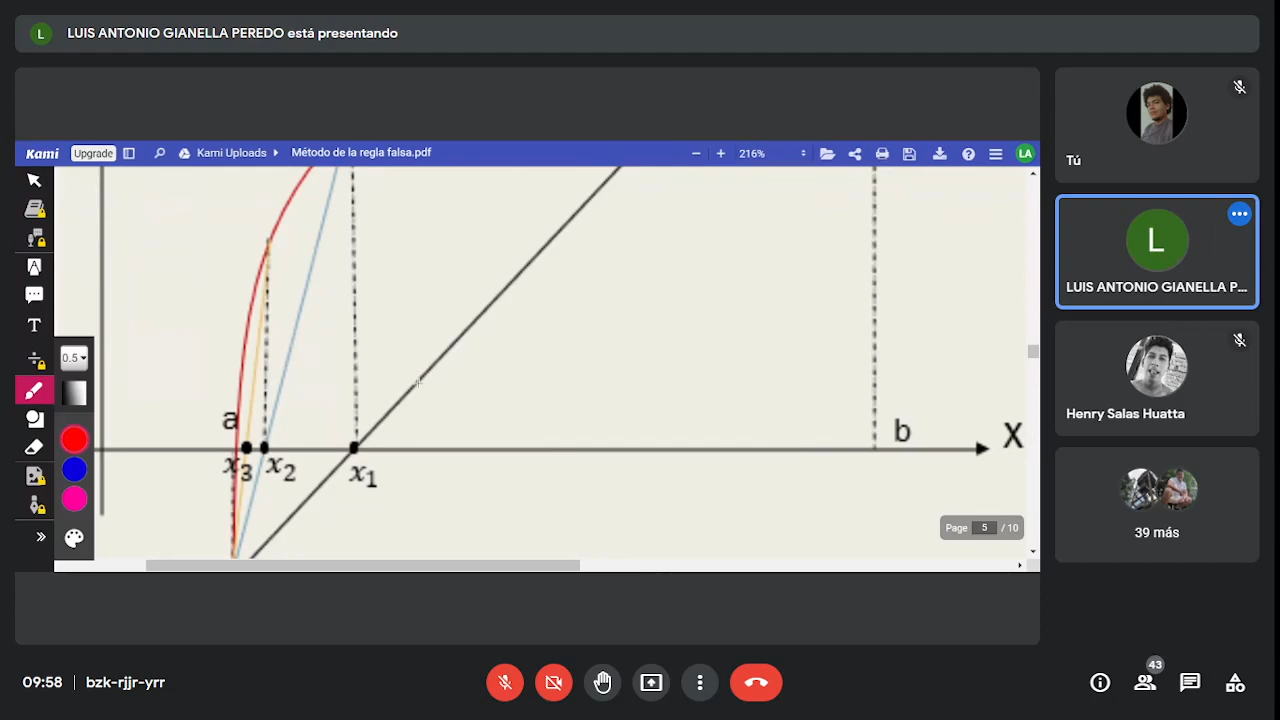 L
LUIS ANTONIO GIANELLA PEREDO está presentando
Kami
Upgrade
Kami Uploads
Método de la regla falsa.pdf
216%
LA
Tú
L
LUIS ANTONIO GIANELLA P...
T
0.5
a
b
X
x3
x2
x1
Henry Salas Huatta
39 más
Page 5 / 10
09:58 | bzk-rjjr-yrr
43